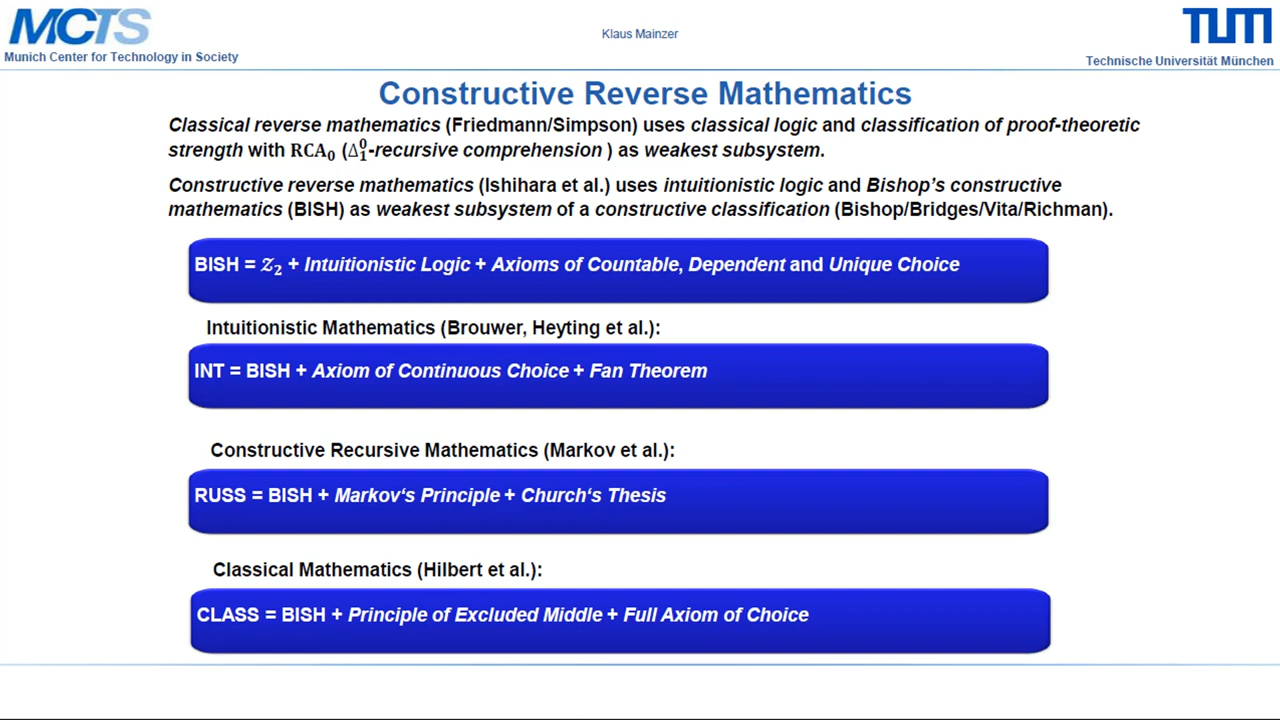 MCTS
Munich Center for Technology in Society
Klaus Mainzer
TUM
Technische Universität München
Constructive Reverse Mathematics
Classical reverse mathematics (Friedmann/Simpson) uses classical logic and classification of proof-theoretic
strength with RCA₀ (Δ⁰₁-recursive comprehension ) as weakest subsystem.
Constructive reverse mathematics (Ishihara et al.) uses intuitionistic logic and Bishop’s constructive
mathematics (BISH) as weakest subsystem of a constructive classification (Bishop/Bridges/Vita/Richman).
BISH = 𝒵₂ + Intuitionistic Logic + Axioms of Countable, Dependent and Unique Choice
Intuitionistic Mathematics (Brouwer, Heyting et al.):
INT = BISH + Axiom of Continuous Choice + Fan Theorem
Constructive Recursive Mathematics (Markov et al.):
RUSS = BISH + Markov‘s Principle + Church‘s Thesis
Classical Mathematics (Hilbert et al.):
CLASS = BISH + Principle of Excluded Middle + Full Axiom of Choice